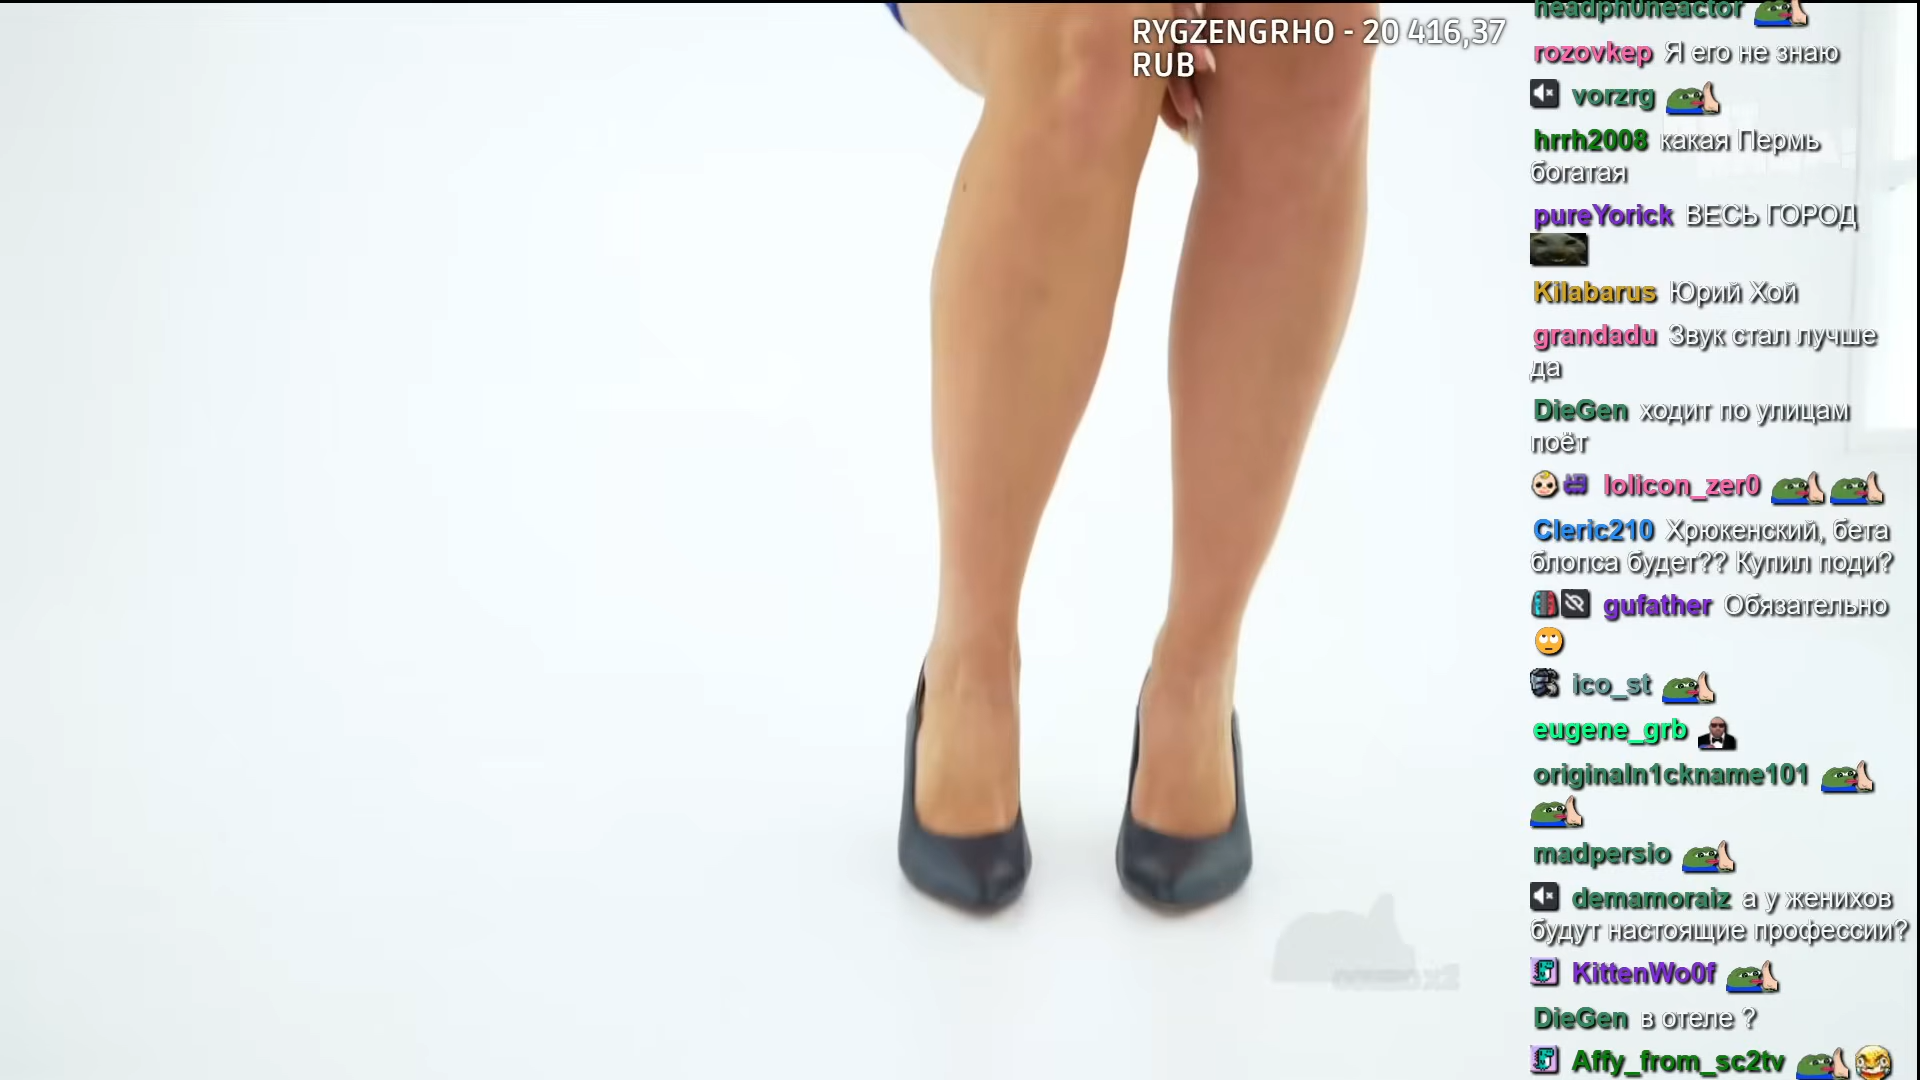 RYGZENGRHO - 20 416,37
RUB
headph0neactor
rozovkep Я его не знаю
vorzrg
hrrh2008 какая Пермь
богатая
pureYorick ВЕСЬ ГОРОД
Kilabarus Юрий Хой
grandadu Звук стал лучше
да
DieGen ходит по улицам
поёт
lolicon_zer0
Cleric210 Хрюкенский, бета
блопса будет?? Купил поди?
gufather Обязательно
ico_st
eugene_grb
originaln1ckname101
madpersio
demamoraiz а у женихов
будут настоящие профессии?
KittenWo0f
DieGen в отеле ?
Affy_from_sc2tv